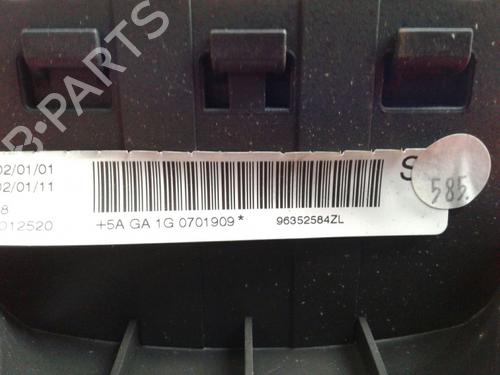 B-PARTS
02/01/01
02/01/11
8
012520
+5A GA 1G 0701909*
96352584ZL
S
585